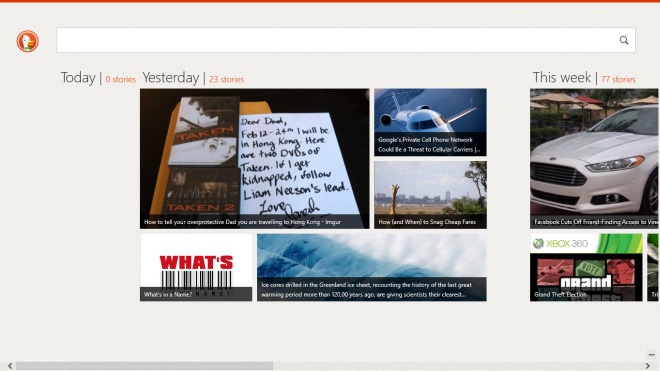 Today | 0 stories
Yesterday | 23 stories
This week | 77 stories
TAKEN
TAKEN 2
Dear Dad,
Feb 12-24th I will be
in Hong Kong. Here
are two DVDs of
Taken. If I get
kidnapped, follow
Liam Neeson's lead.
Love
How to tell your overprotective Dad you are travelling to Hong Kong - Imgur
Google's Private Cell Phone Network
Could Be a Threat to Cellular Carriers |...
How (and When) to Snag Cheap Fares
WHAT'S
What's in a Name?
Ice cores drilled in the Greenland ice sheet, recounting the history of the last great
warming period more than 120,00 years ago, are giving scientists their clearest...
Facebook Cuts Off Friend-Finding Access to Vine
XBOX 360
VOTE
grand
Grand Theft Election
Tri